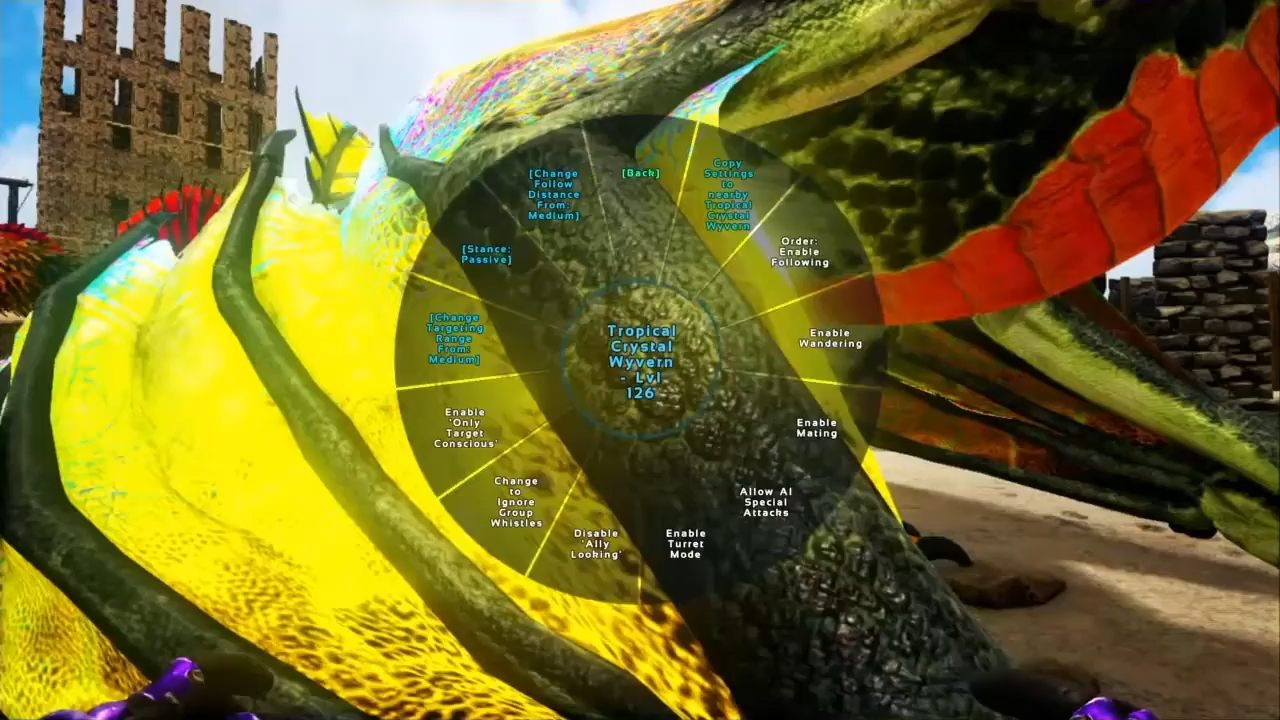 [Back]
Copy
Settings
to
nearby
Tropical
Crystal
Wyvern
Order:
Enable
Following
Enable
Wandering
Enable
Mating
Allow AI
Special
Attacks
Enable
Turret
Mode
Disable
'Ally
Looking'
Change
to
Ignore
Group
Whistles
Enable
'Only
Target
Conscious'
[Change
Targeting
Range
From:
Medium]
[Stance:
Passive]
[Change
Follow
Distance
From:
Medium]
Tropical
Crystal
Wyvern
- Lvl
126